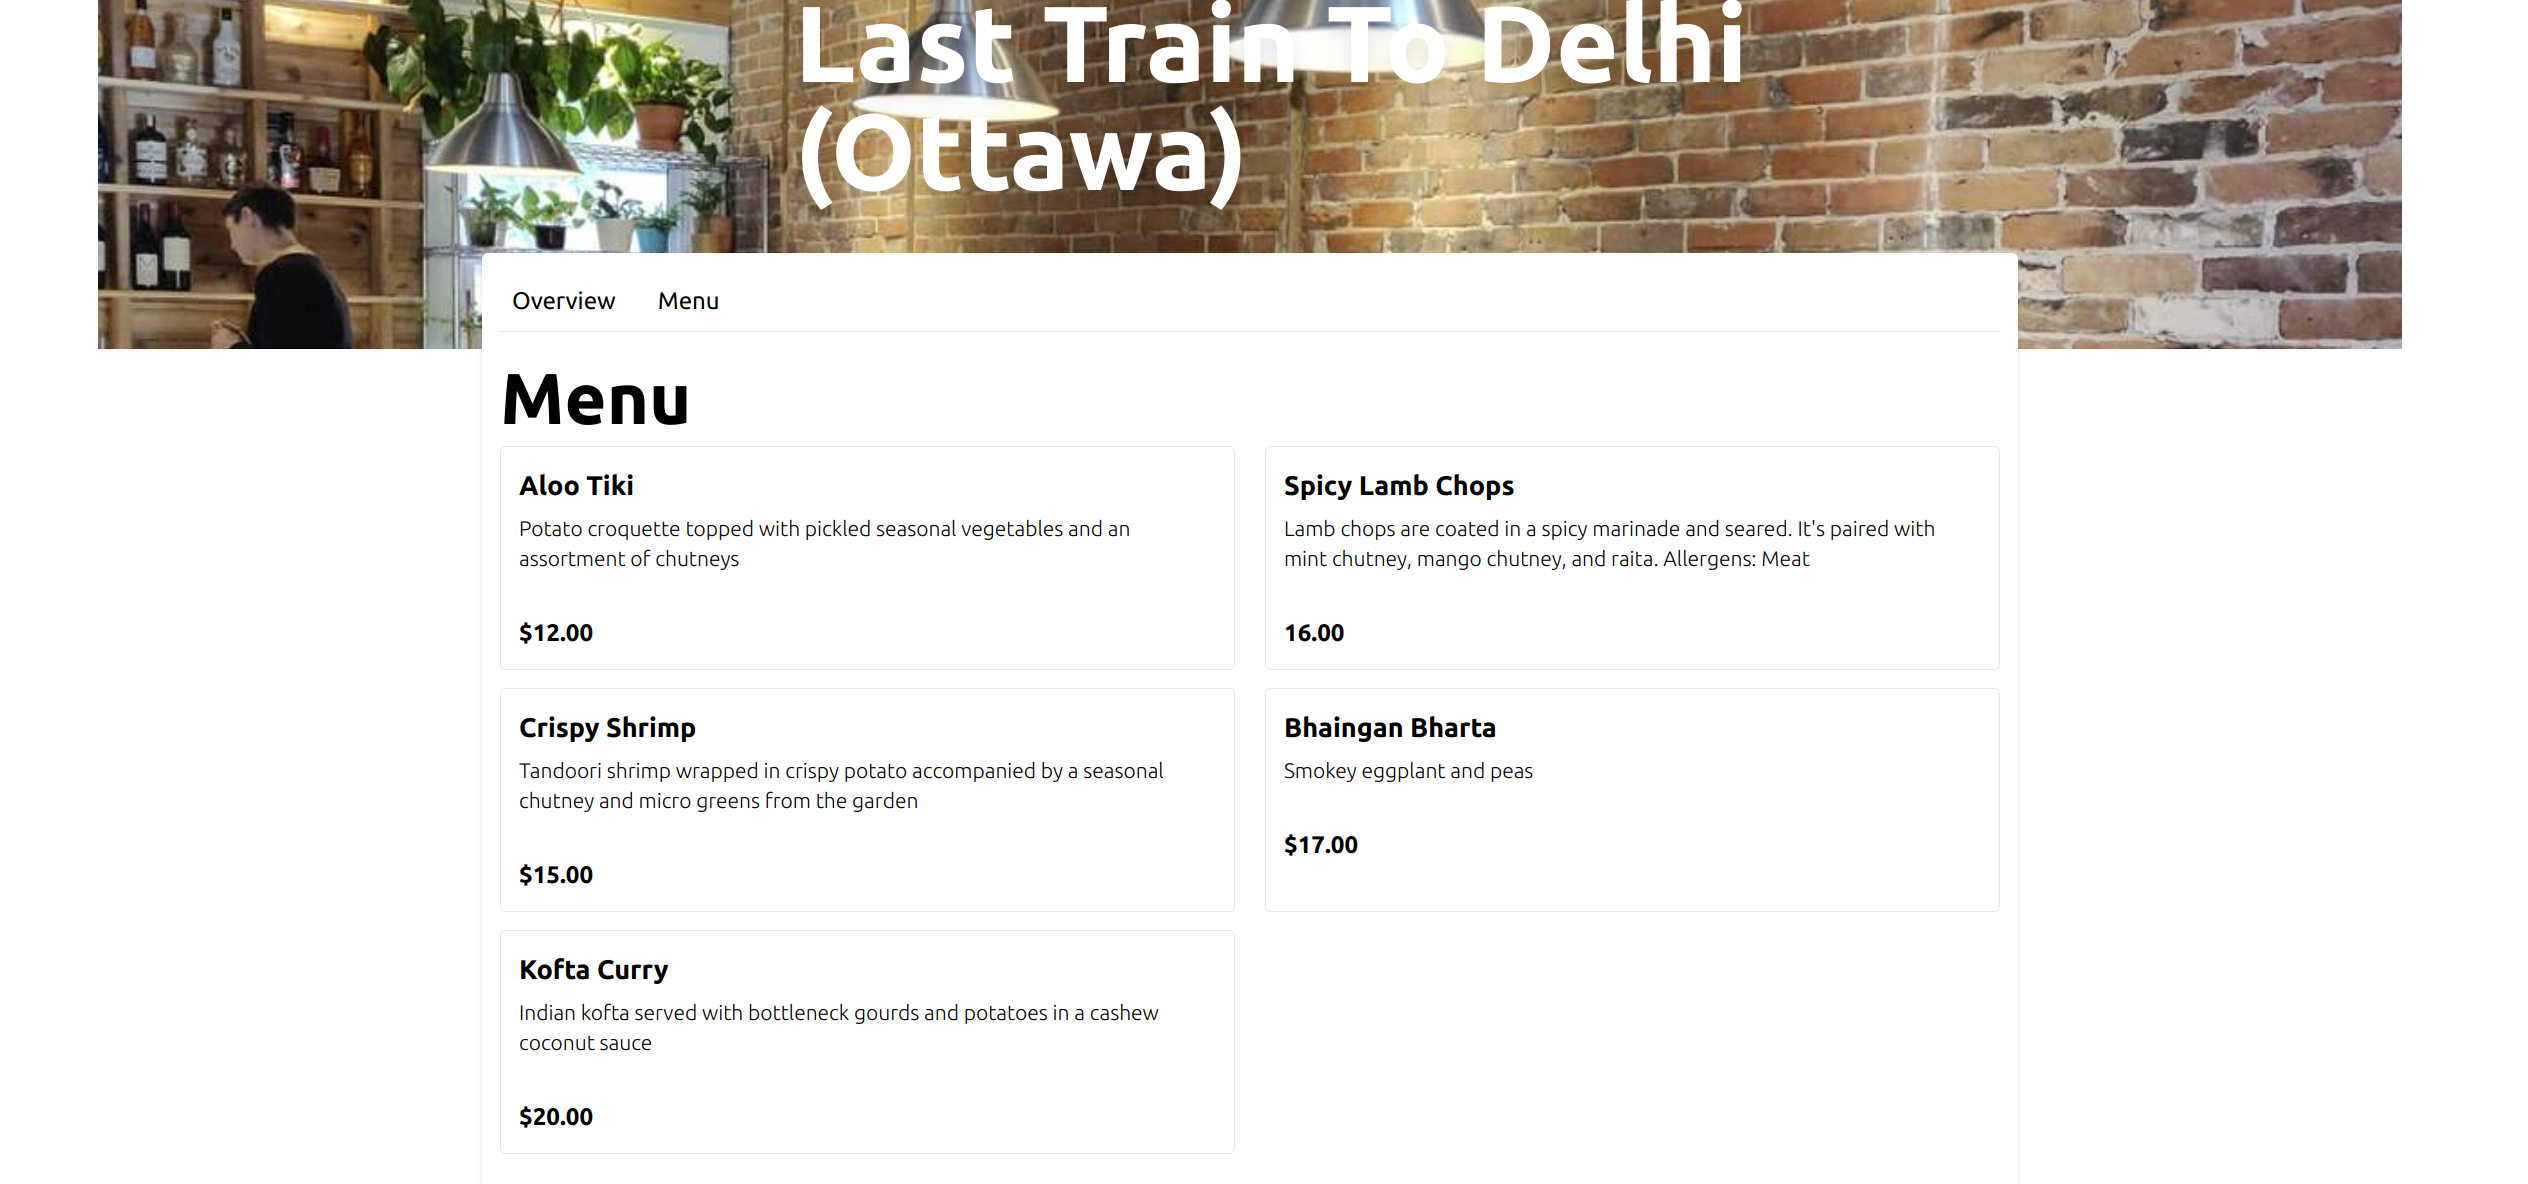 Last Train To Delhi
(Ottawa)
Overview Menu
Menu
Aloo Tiki
Potato croquette topped with pickled seasonal vegetables and an
assortment of chutneys
$12.00
Spicy Lamb Chops
Lamb chops are coated in a spicy marinade and seared. It's paired with
mint chutney, mango chutney, and raita. Allergens: Meat
16.00
Crispy Shrimp
Tandoori shrimp wrapped in crispy potato accompanied by a seasonal
chutney and micro greens from the garden
$15.00
Bhaingan Bharta
Smokey eggplant and peas
$17.00
Kofta Curry
Indian kofta served with bottleneck gourds and potatoes in a cashew
coconut sauce
$20.00